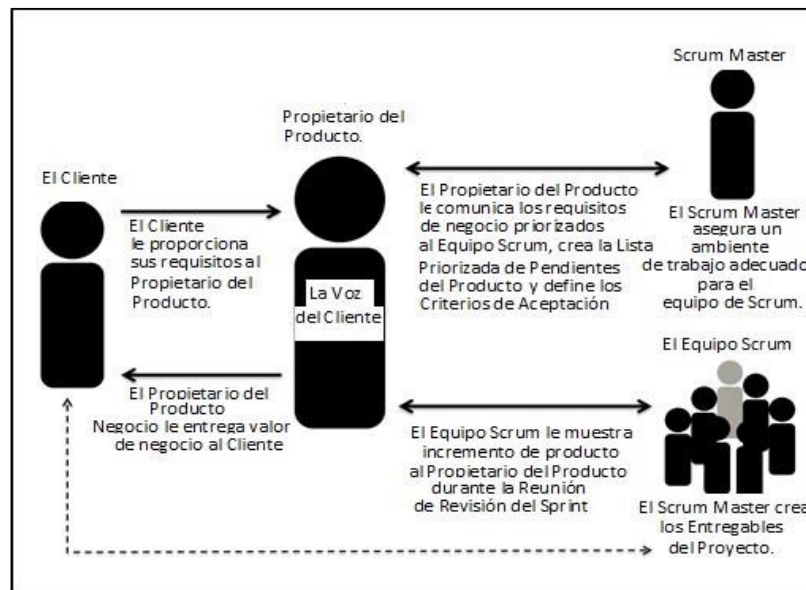 Scrum Master
Propietario del
Producto.
El Cliente
El Cliente
le proporciona
sus requisitos al
Propietario del
Producto.
El Propietario del Producto
le comunica los requisitos
de negocio priorizados
al Equipo Scrum, crea la Lista
Priorizada de Pendientes
del Producto y define los
Criterios de Aceptación
El Scrum Master
asegura un
ambiente
de trabajo adecuado
para el
equipo de Scrum.
La Voz
del Cliente
El Propietario del
Producto
Negocio le entrega valor
de negocio al Cliente
El Equipo Scrum le muestra
incremento de producto
al Propietario del Producto
durante la Reunión
de Revisión del Sprint
El Equipo Scrum
El Scrum Master crea
los Entregables
del Proyecto.